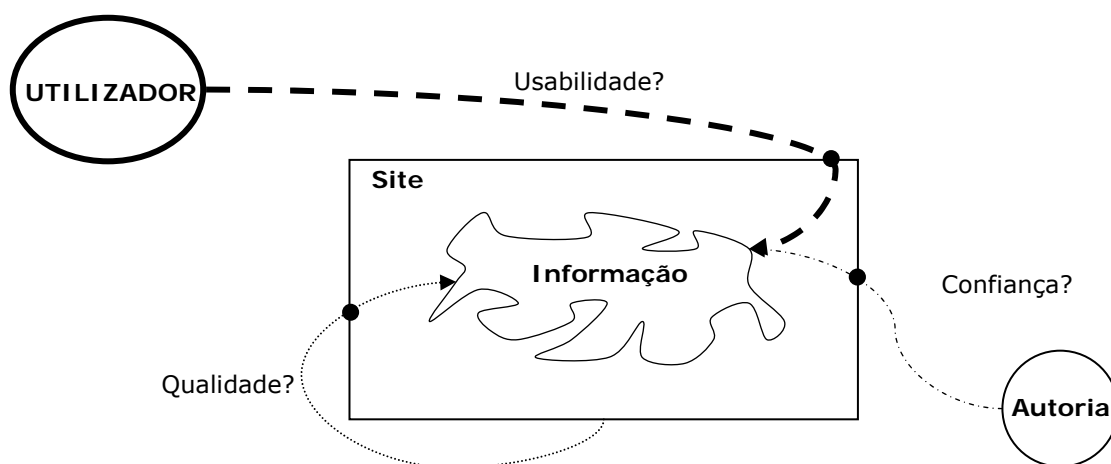 Usabilidade?
UTILIZADOR
Site
Informação
Confiança?
Qualidade?
Autoria